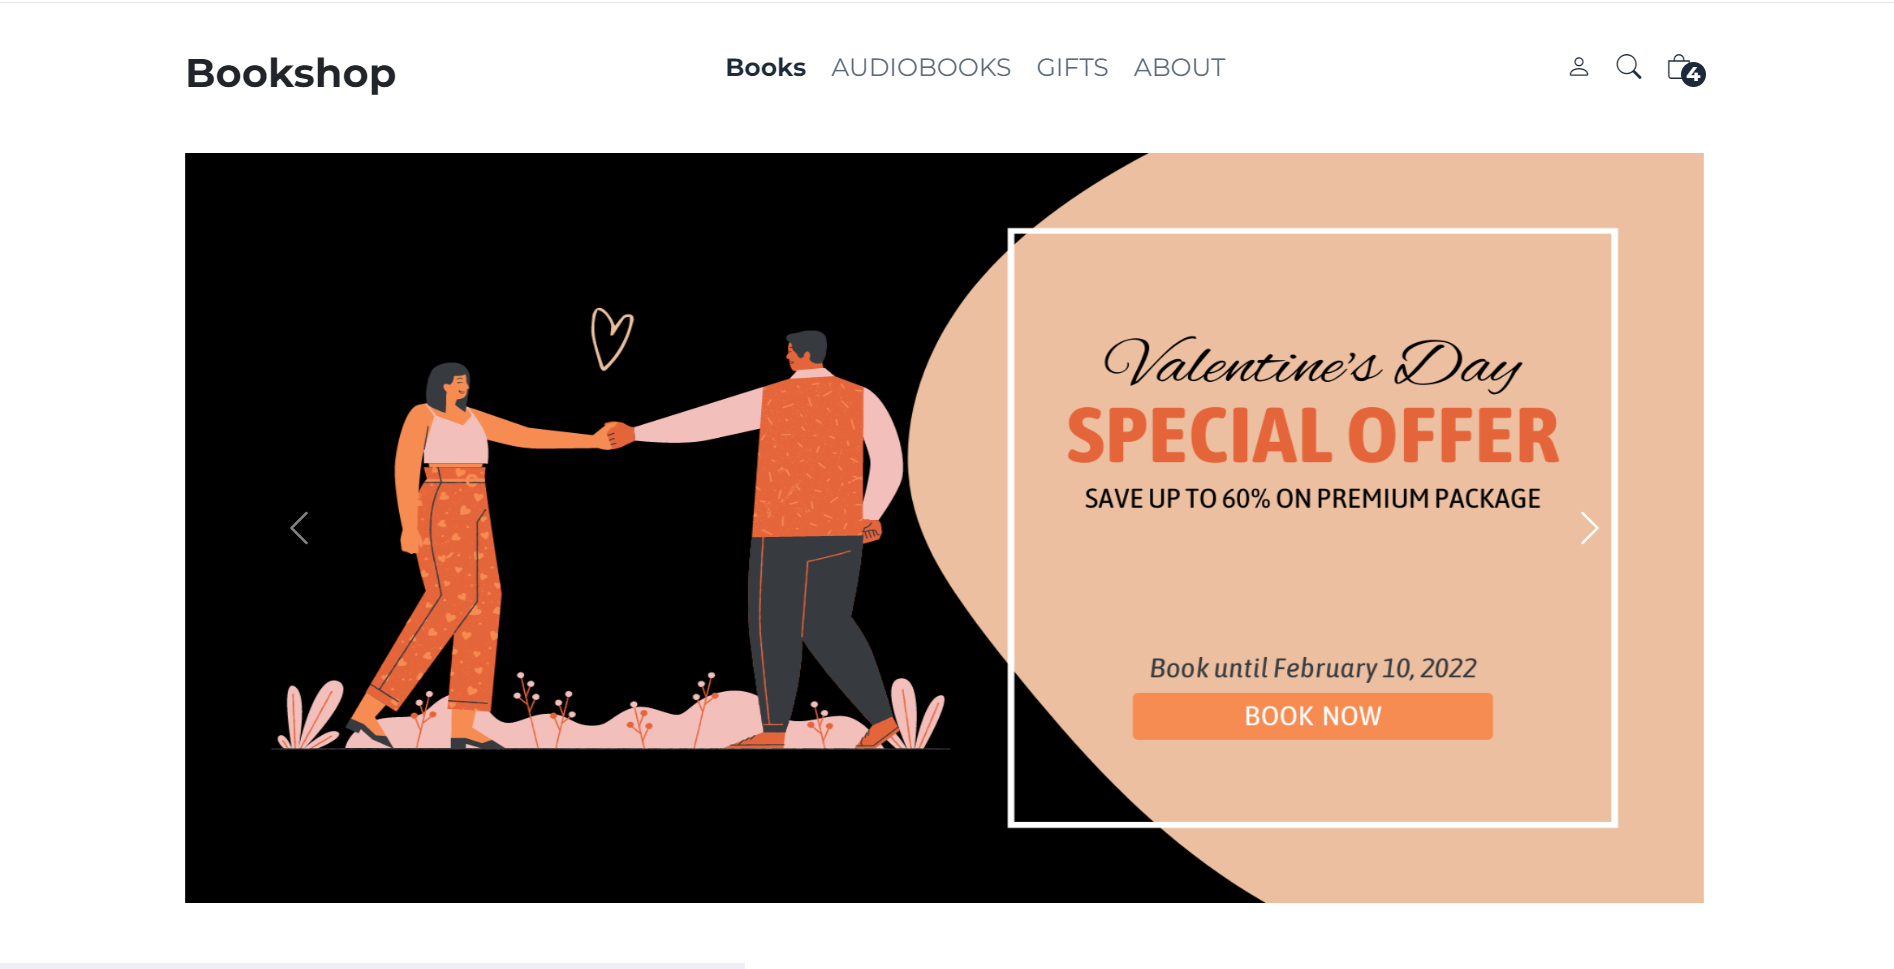 Bookshop
Books AUDIOBOOKS GIFTS ABOUT
4
Valentine's Day
SPECIAL OFFER
SAVE UP TO 60% ON PREMIUM PACKAGE
Book until February 10, 2022
BOOK NOW